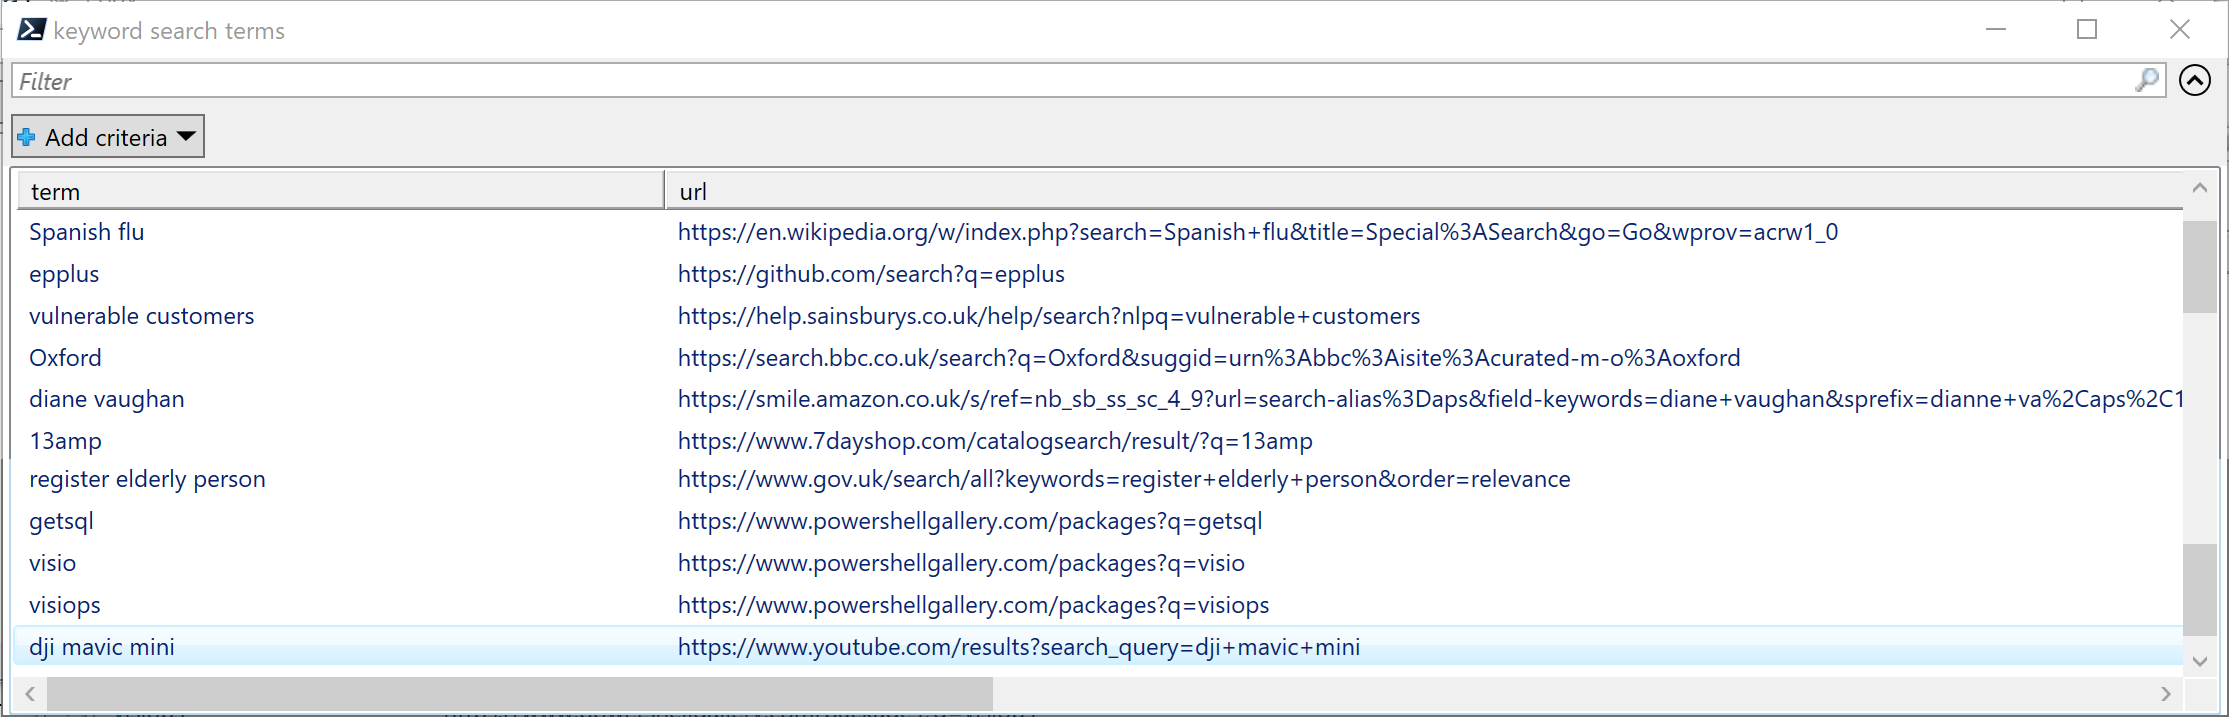 keyword search terms
Filter
Add criteria
term url
Spanish flu https://en.wikipedia.org/w/index.php?search=Spanish+flu&title=Special%3ASearch&go=Go&wprov=acrw1_0
epplus https://github.com/search?q=epplus
vulnerable customers https://help.sainsburys.co.uk/help/search?nlpq=vulnerable+customers
Oxford https://search.bbc.co.uk/search?q=Oxford&suggid=urn%3Abbc%3Aisite%3Acurated-m-o%3Aoxford
diane vaughan https://smile.amazon.co.uk/s/ref=nb_sb_ss_sc_4_9?url=search-alias%3Daps&field-keywords=diane+vaughan&sprefix=dianne+va%2Caps%2C1
13amp https://www.7dayshop.com/catalogsearch/result/?q=13amp
register elderly person https://www.gov.uk/search/all?keywords=register+elderly+person&order=relevance
getsql https://www.powershellgallery.com/packages?q=getsql
visio https://www.powershellgallery.com/packages?q=visio
visiops https://www.powershellgallery.com/packages?q=visiops
dji mavic mini https://www.youtube.com/results?search_query=dji+mavic+mini